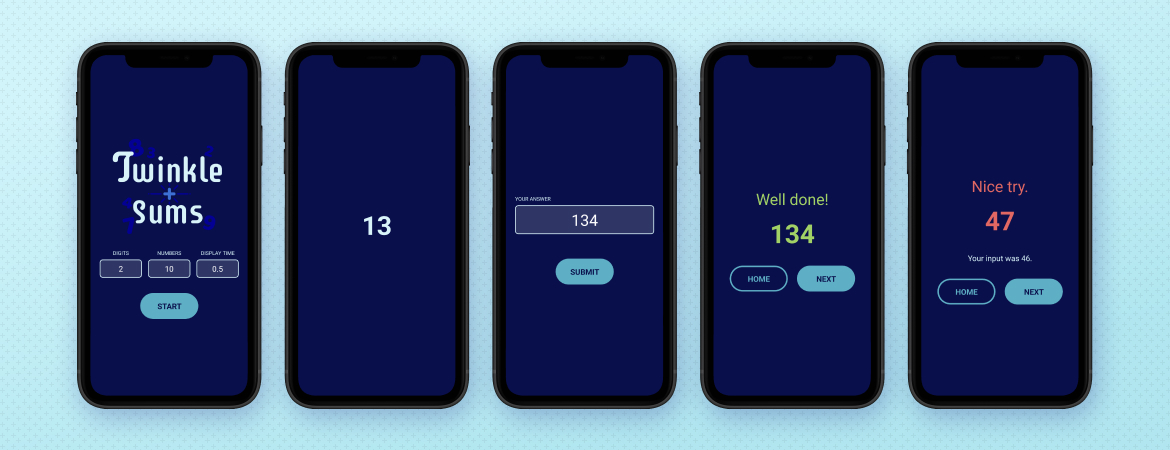 Twinkle
+
Sums
DIGITS NUMBERS DISPLAY TIME
2 10 0.5
START
13
YOUR ANSWER
134
SUBMIT
Well done!
134
HOME NEXT
Nice try.
47
Your input was 46.
HOME NEXT